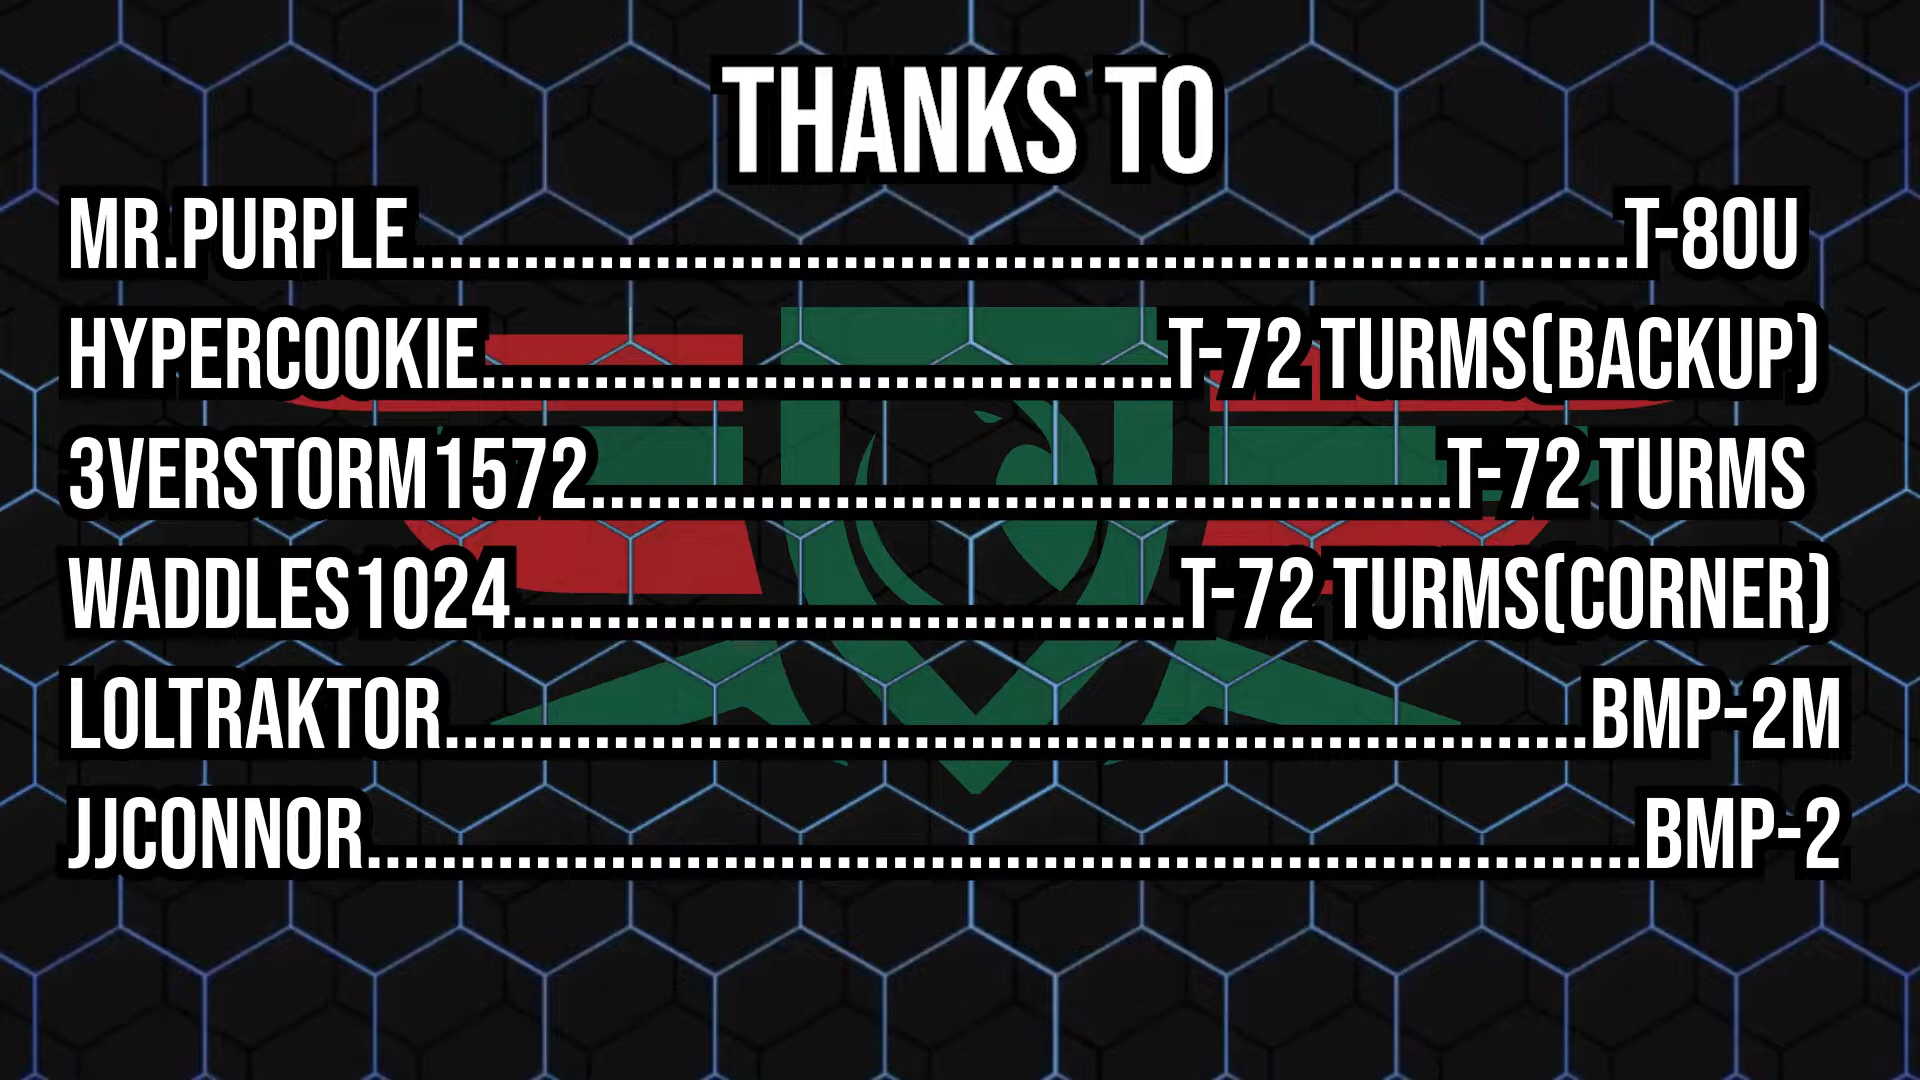 THANKS TO
MR.PURPLE.................................................................T-80U
HYPERCOOKIE.....................................T-72 TURMS(BACKUP)
3VERSTORM1572..............................................T-72 TURMS
WADDLES1024....................................T-72 TURMS(CORNER)
LOLTRAKTOR.............................................................BMP-2M
JJCONNOR....................................................................BMP-2